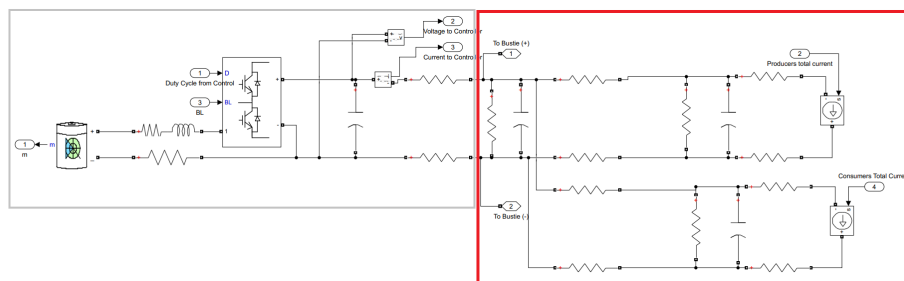 2
Voltage to Controller
3
Current to Controller
To Bustie (+)
1
2
Producers total current
1
D
Duty Cycle from Control
3
BL
BL
+
-
1
1
m
m
+
_
s
-
+
2
To Bustie (-)
Consumers Total Curre
4
s
-
+